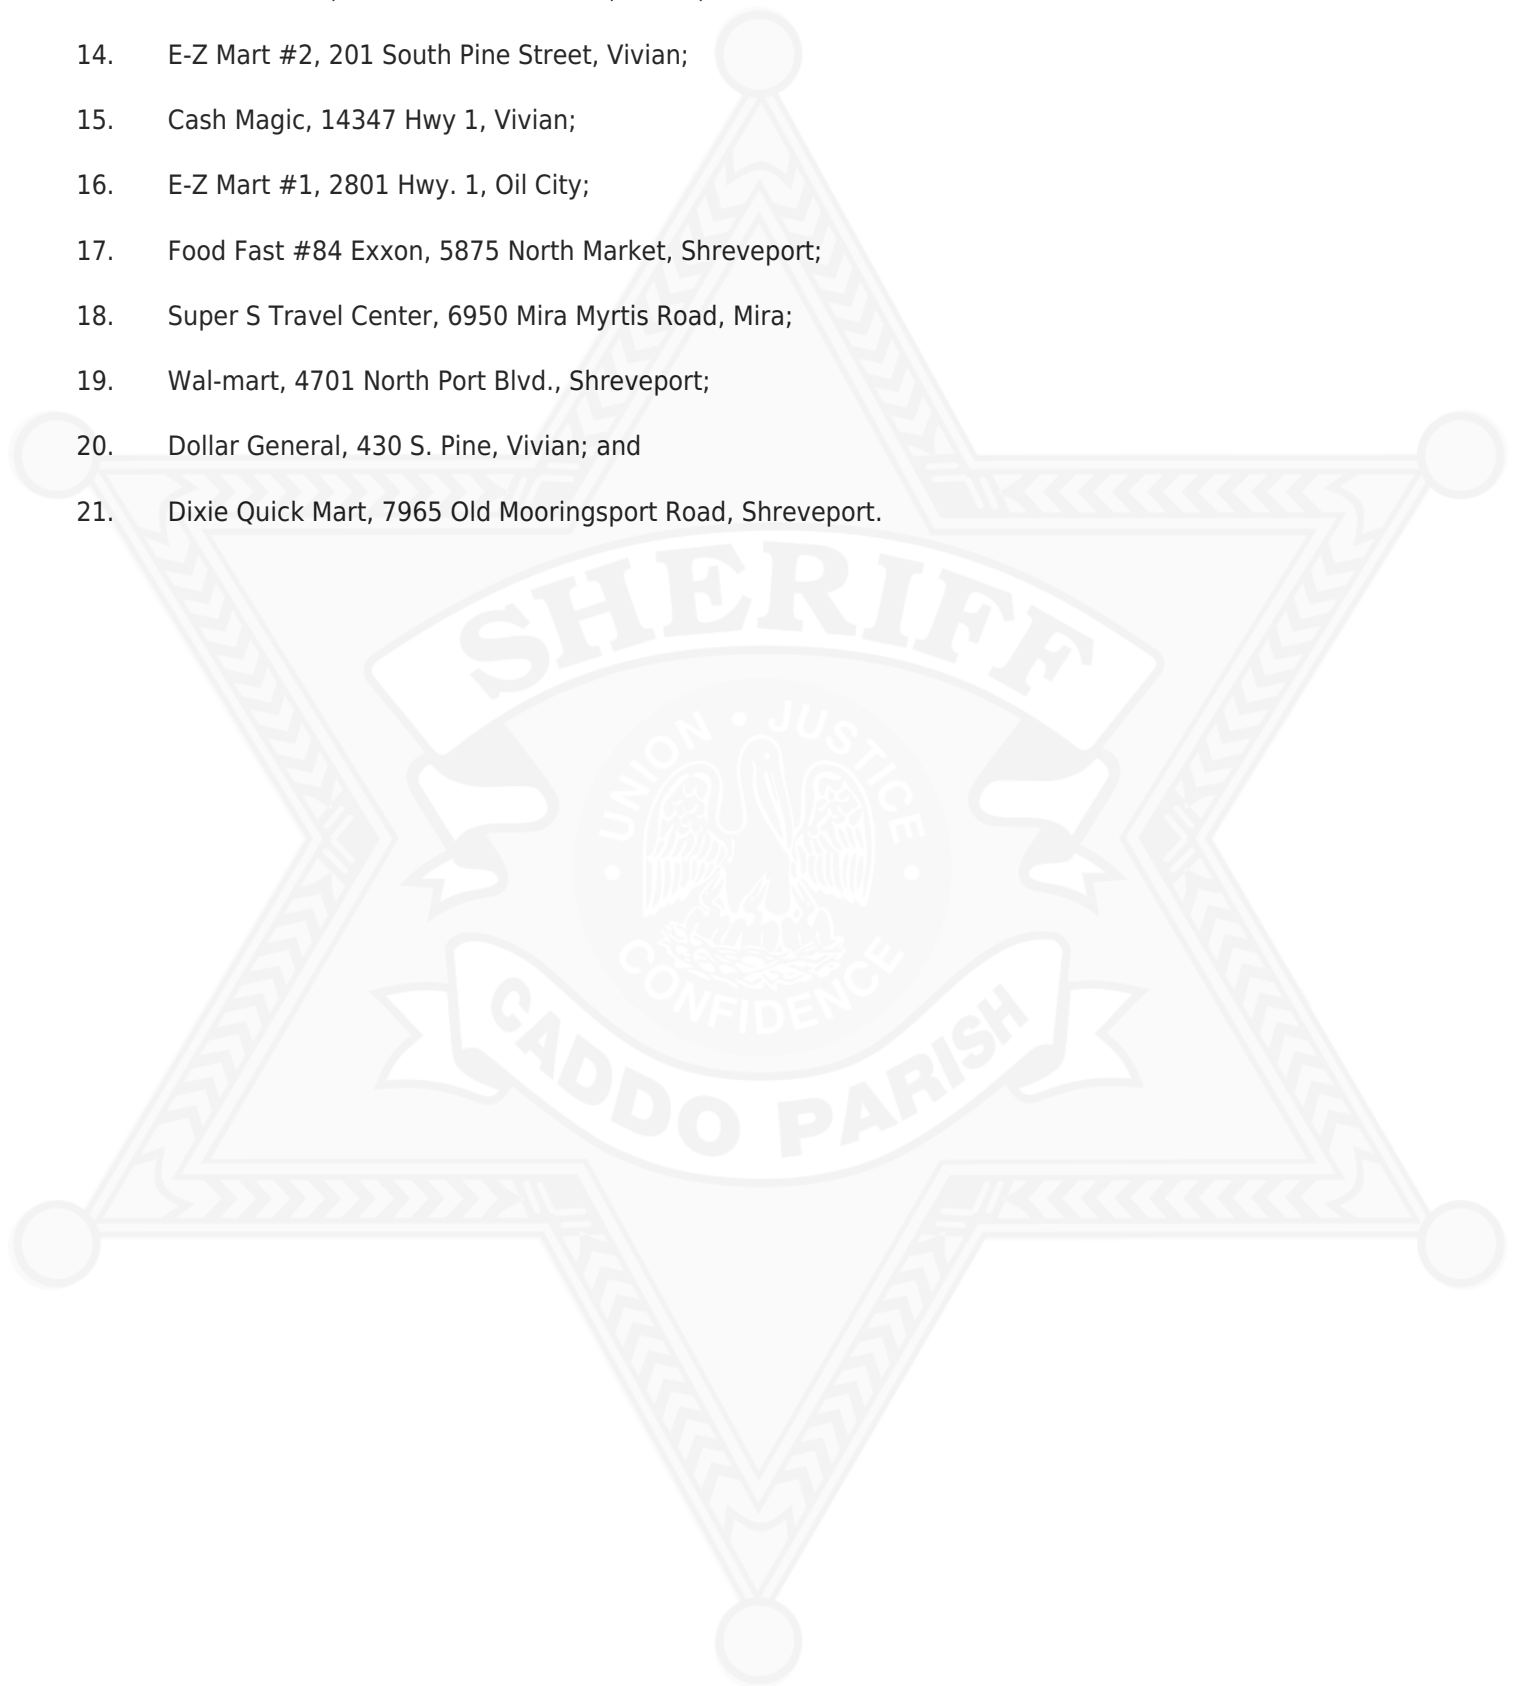 14. E-Z Mart #2, 201 South Pine Street, Vivian;
15. Cash Magic, 14347 Hwy 1, Vivian;
16. E-Z Mart #1, 2801 Hwy. 1, Oil City;
17. Food Fast #84 Exxon, 5875 North Market, Shreveport;
18. Super S Travel Center, 6950 Mira Myrtis Road, Mira;
19. Wal-mart, 4701 North Port Blvd., Shreveport;
20. Dollar General, 430 S. Pine, Vivian; and
21. Dixie Quick Mart, 7965 Old Mooringsport Road, Shreveport.
SHERIFF
UNION • JUSTICE
• CONFIDENCE •
CADDO PARISH